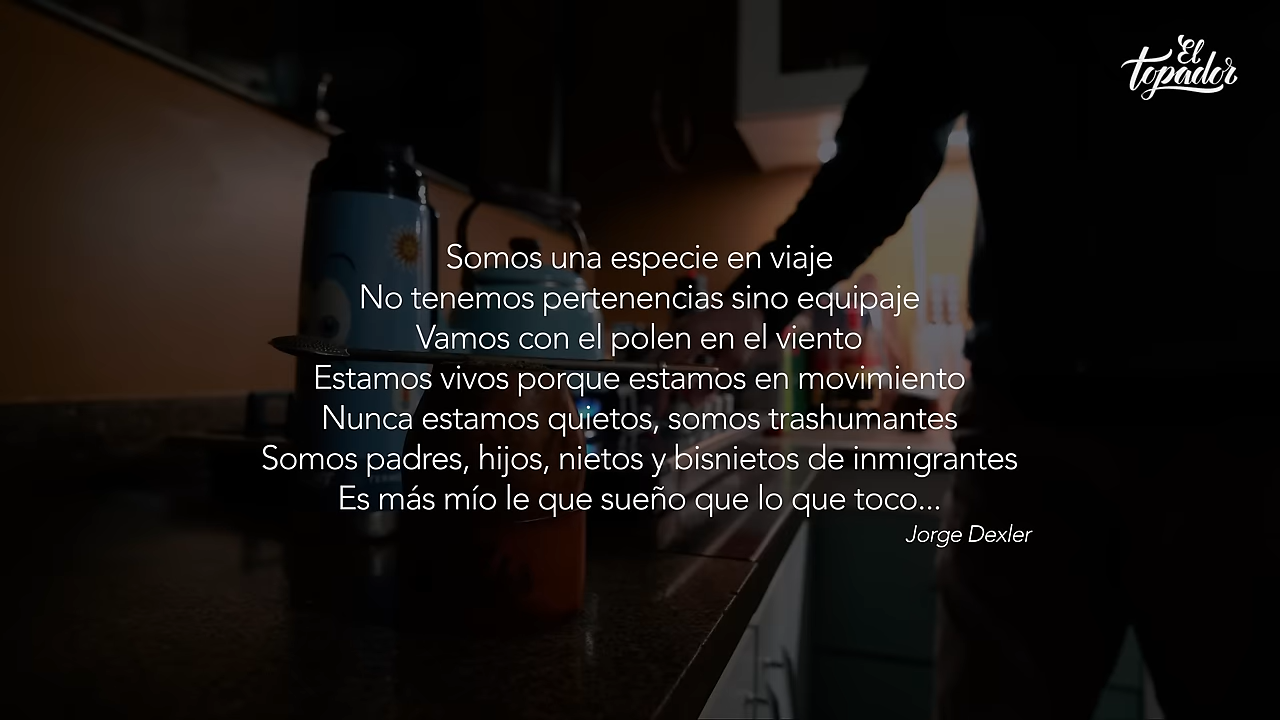 El
topador
Somos una especie en viaje
No tenemos pertenencias sino equipaje
Vamos con el polen en el viento
Estamos vivos porque estamos en movimiento
Nunca estamos quietos, somos trashumantes
Somos padres, hijos, nietos y bisnietos de inmigrantes
Es más mío le que sueño que lo que toco...
Jorge Dexler